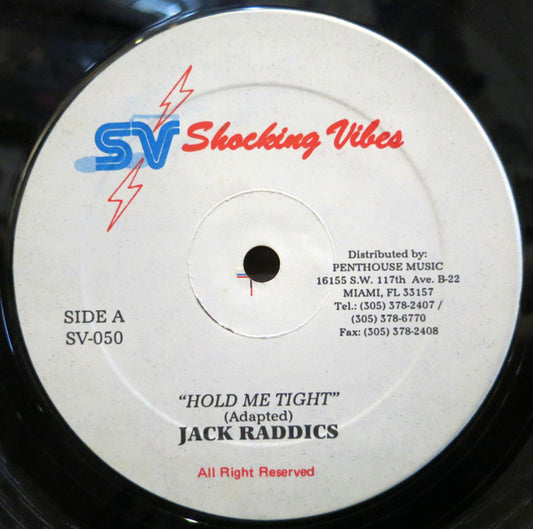 SV Shocking Vibes
Distributed by:
PENTHOUSE MUSIC
16155 S.W. 117th Ave. B-22
MIAMI, FL 33157
Tel.: (305) 378-2407 /
(305) 378-6770
Fax: (305) 378-2408
SIDE A
SV-050
"HOLD ME TIGHT"
(Adapted)
JACK RADDICS
All Right Reserved